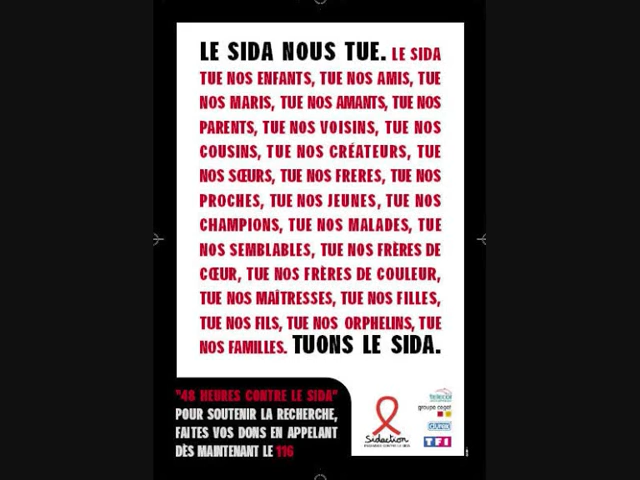 LE SIDA NOUS TUE. LE SIDA
TUE NOS ENFANTS, TUE NOS AMIS, TUE
NOS MARIS, TUE NOS AMANTS, TUE NOS
PARENTS, TUE NOS VOISINS, TUE NOS
COUSINS, TUE NOS CRÉATEURS, TUE
NOS SŒURS, TUE NOS FRERES, TUE NOS
PROCHES, TUE NOS JEUNES, TUE NOS
CHAMPIONS, TUE NOS MALADES, TUE
NOS SEMBLABLES, TUE NOS FRÈRES DE
CŒUR, TUE NOS FRÈRES DE COULEUR,
TUE NOS MAÎTRESSES, TUE NOS FILLES,
TUE NOS FILS, TUE NOS ORPHELINS, TUE
NOS FAMILLES. TUONS LE SIDA.
"48 HEURES CONTRE LE SIDA"
POUR SOUTENIR LA RECHERCHE,
FAITES VOS DONS EN APPELANT
DÈS MAINTENANT LE 116
Sidaction
groupe cegot
durex
TF1